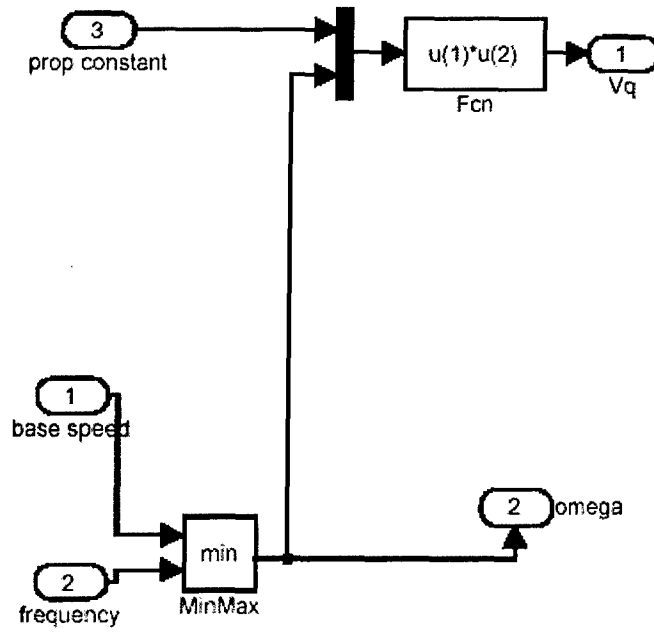 3
prop constant
u(1)*u(2)
Fcn
1
Vq
1
base speed
2
omega
min
MinMax
2
frequency